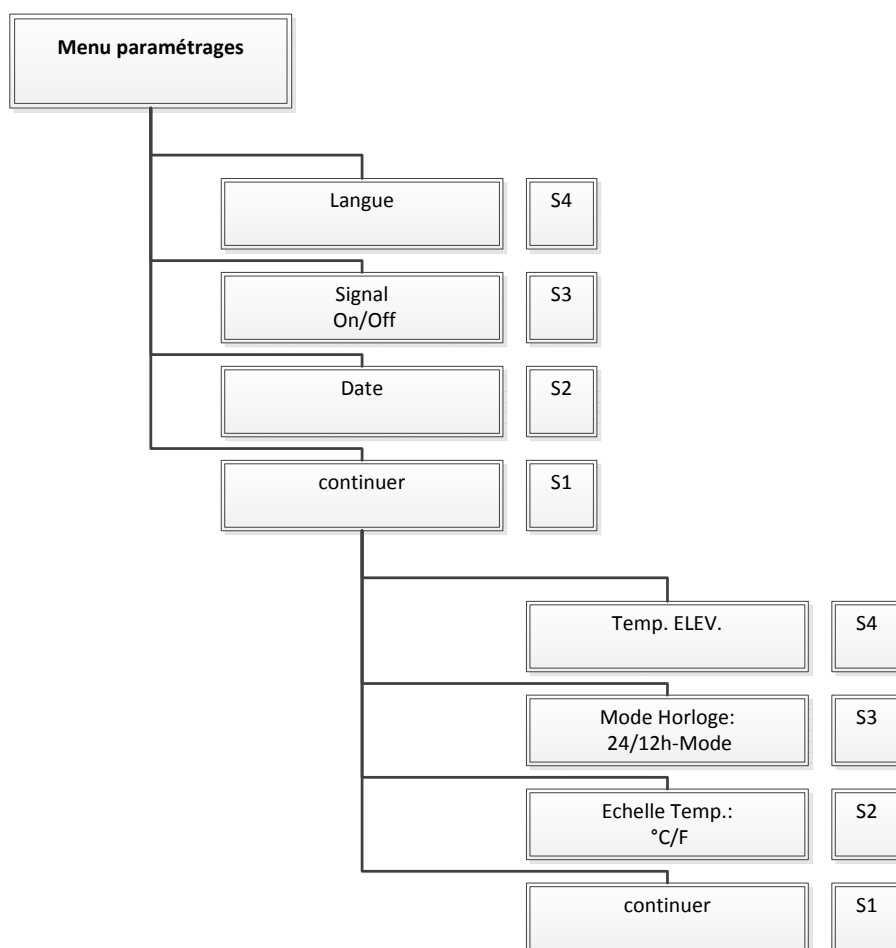 Menu paramétrages
Langue
S4
Signal
On/Off
S3
Date
S2
continuer
S1
Temp. ELEV.
S4
Mode Horloge:
24/12h-Mode
S3
Echelle Temp.:
°C/F
S2
continuer
S1